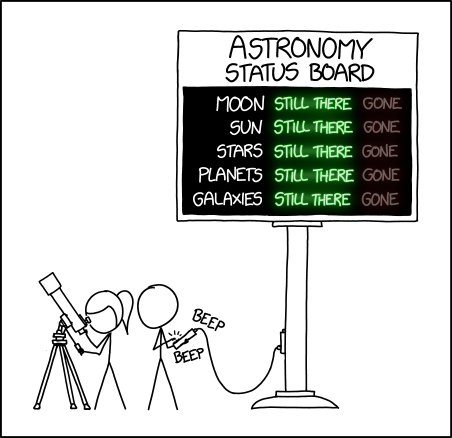 ASTRONOMY
STATUS BOARD
MOON STILL THERE GONE
SUN STILL THERE GONE
STARS STILL THERE GONE
PLANETS STILL THERE GONE
GALAXIES STILL THERE GONE
BEEP
BEEP